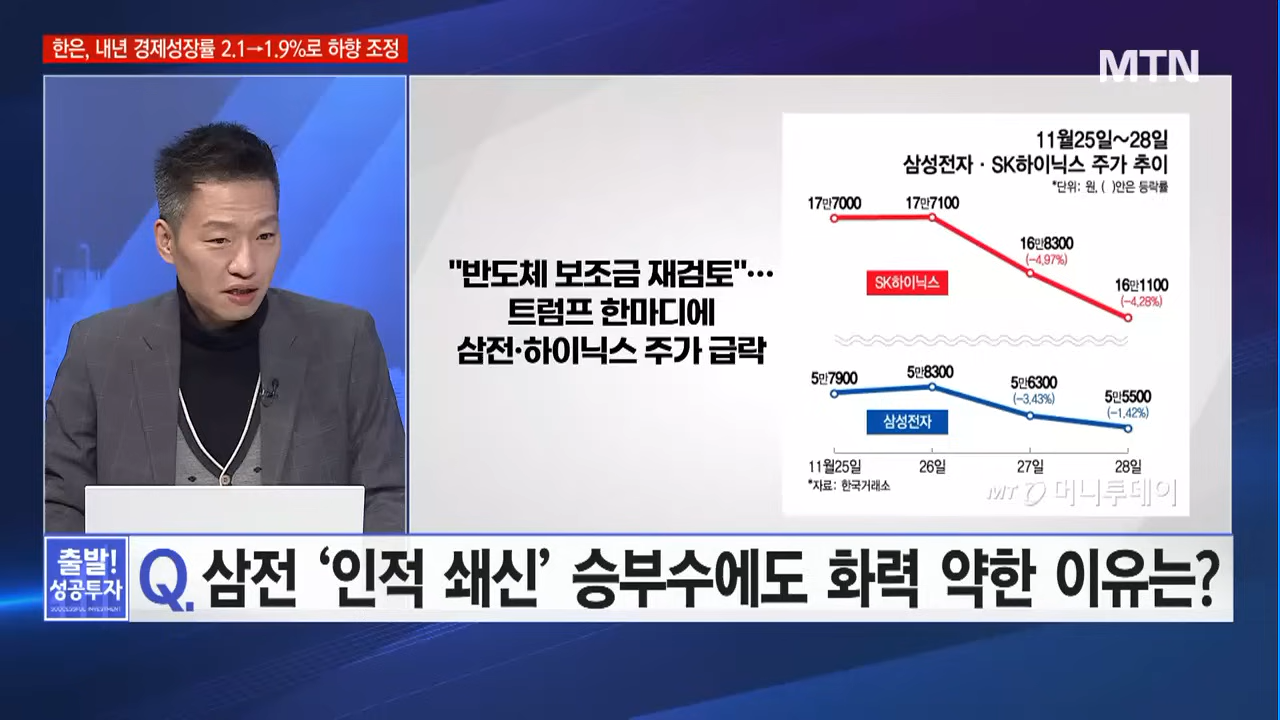 한은, 내년 경제성장률 2.1→1.9%로 하향 조정
MTN
11월25일~28일
삼성전자 · SK하이닉스 주가 추이
*단위: 원, ( )안은 등락률
17만7000
17만7100
16만8300
(-4.97%)
16만1100
(-4.28%)
SK하이닉스
"반도체 보조금 재검토"…
트럼프 한마디에
삼전·하이닉스 주가 급락
5만7900
5만8300
5만6300
(-3.43%)
5만5500
(-1.42%)
삼성전자
11월25일 26일 27일 28일
*자료: 한국거래소
MT 머니투데이
출발!
성공투자
SUCCESSFUL INVESTMENT
Q. 삼전 ‘인적 쇄신’ 승부수에도 화력 약한 이유는?